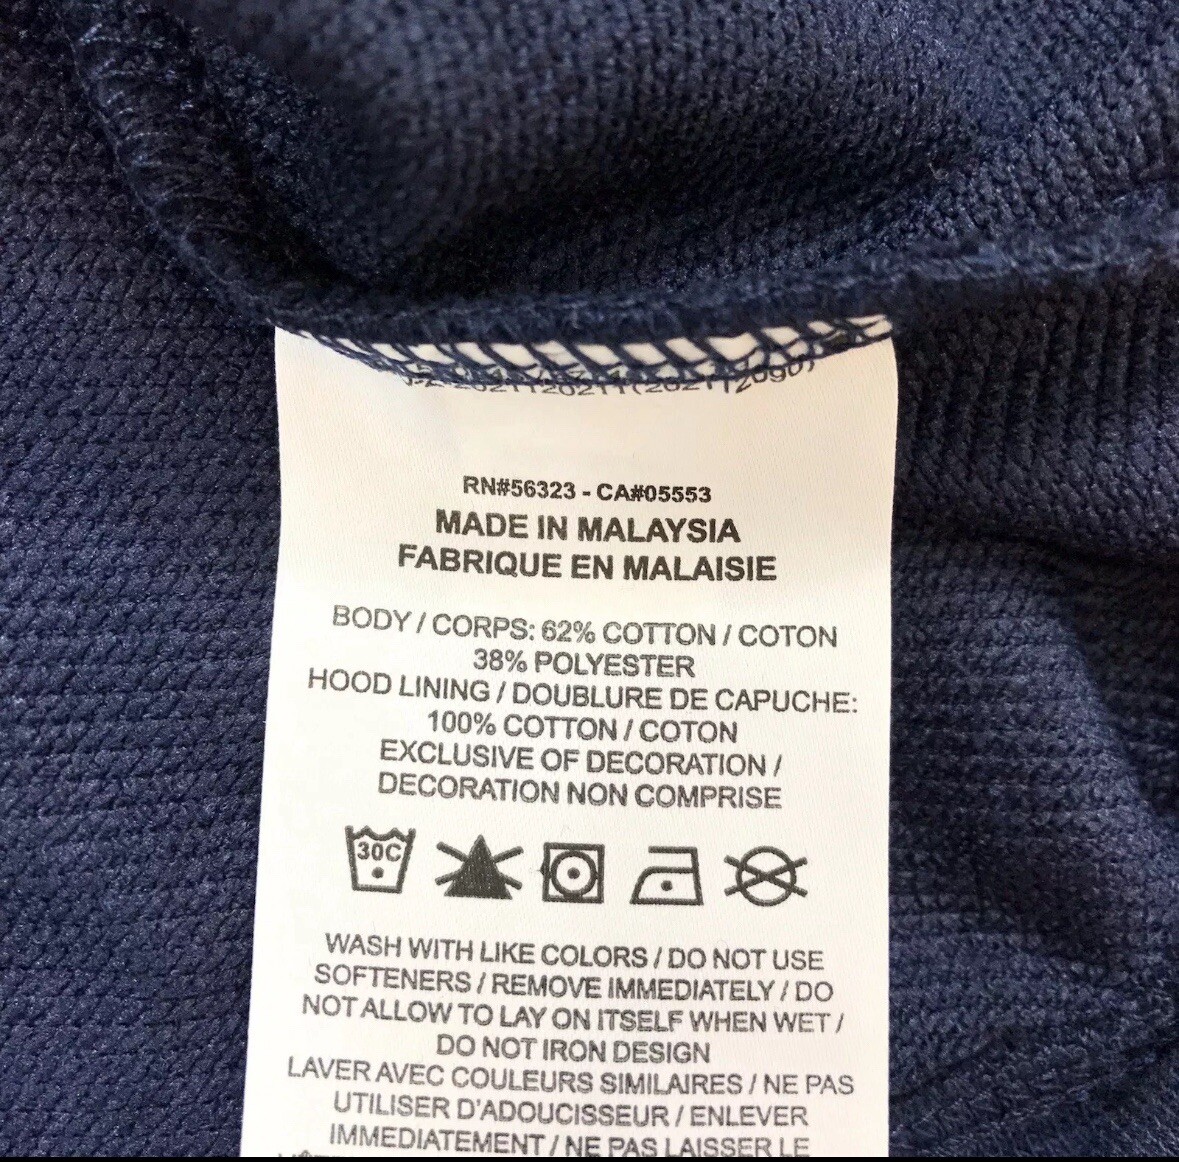 RN#56323 - CA#05553
MADE IN MALAYSIA
FABRIQUE EN MALAISIE
BODY / CORPS: 62% COTTON / COTON
38% POLYESTER
HOOD LINING / DOUBLURE DE CAPUCHE:
100% COTTON / COTON
EXCLUSIVE OF DECORATION /
DECORATION NON COMPRISE
30C
WASH WITH LIKE COLORS / DO NOT USE
SOFTENERS / REMOVE IMMEDIATELY / DO
NOT ALLOW TO LAY ON ITSELF WHEN WET /
DO NOT IRON DESIGN
LAVER AVEC COULEURS SIMILAIRES / NE PAS
UTILISER D'ADOUCISSEUR / ENLEVER
IMMEDIATEMENT / NE PAS LAISSER LE